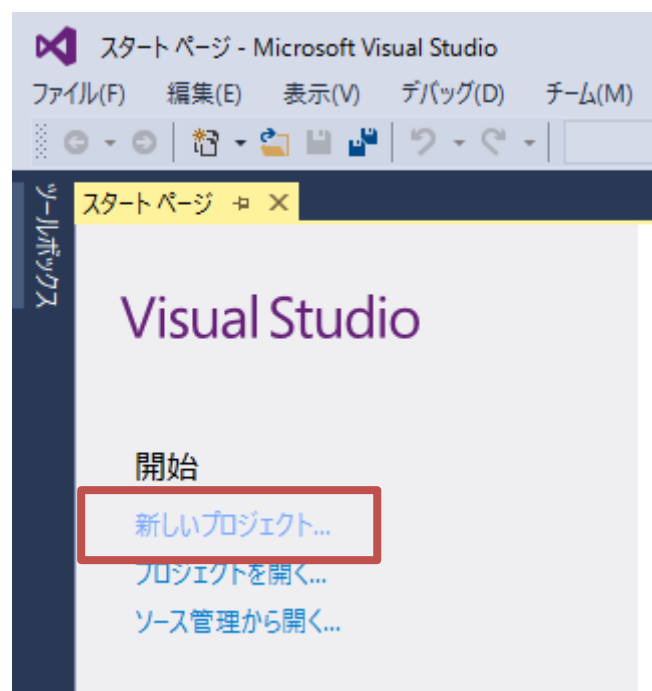 スタート ページ - Microsoft Visual Studio
ファイル(F) 編集(E) 表示(V) デバッグ(D) チーム(M)
ツールボックス
スタート ページ
Visual Studio
開始
新しいプロジェクト...
プロジェクトを開く...
ソース管理から開く...